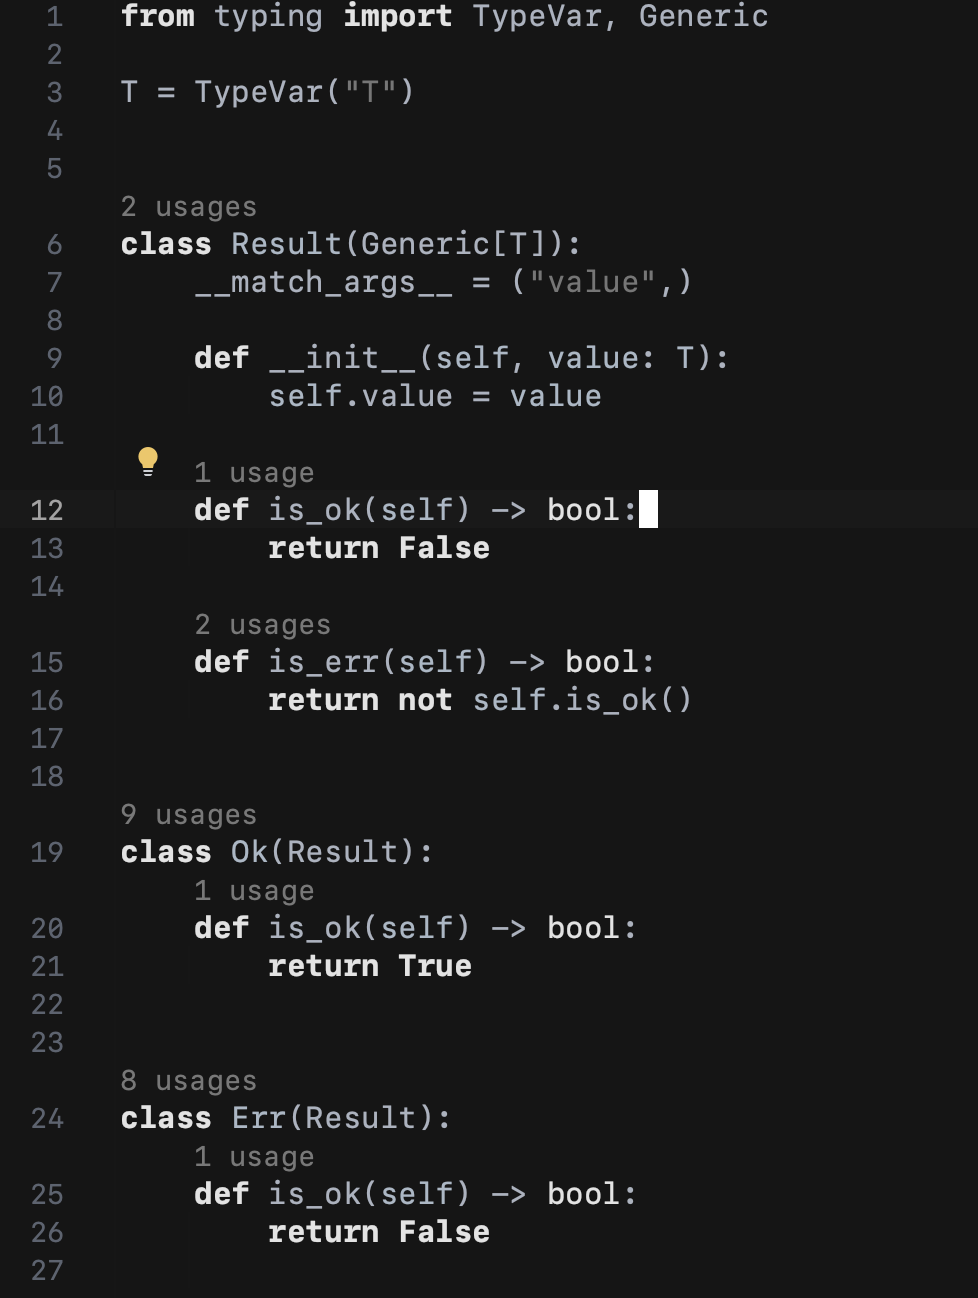 1 from typing import TypeVar, Generic
2
3 T = TypeVar("T")
4
5
2 usages
6 class Result(Generic[T]):
7     __match_args__ = ("value",)
8
9     def __init__(self, value: T):
10         self.value = value
11
1 usage
12     def is_ok(self) -> bool:
13         return False
14
2 usages
15     def is_err(self) -> bool:
16         return not self.is_ok()
17
18
9 usages
19 class Ok(Result):
1 usage
20     def is_ok(self) -> bool:
21         return True
22
23
8 usages
24 class Err(Result):
1 usage
25     def is_ok(self) -> bool:
26         return False
27